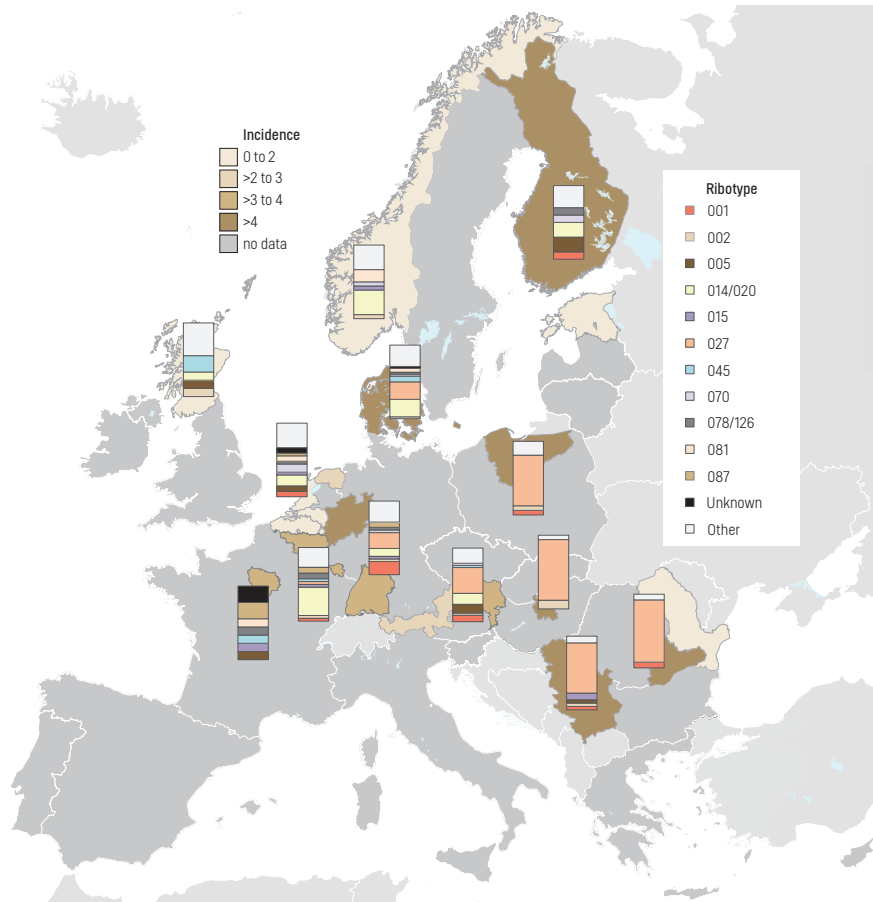 Incidence
0 to 2
>2 to 3
>3 to 4
>4
no data
Ribotype
001
002
005
014/020
015
027
045
070
078/126
081
087
Unknown
Other